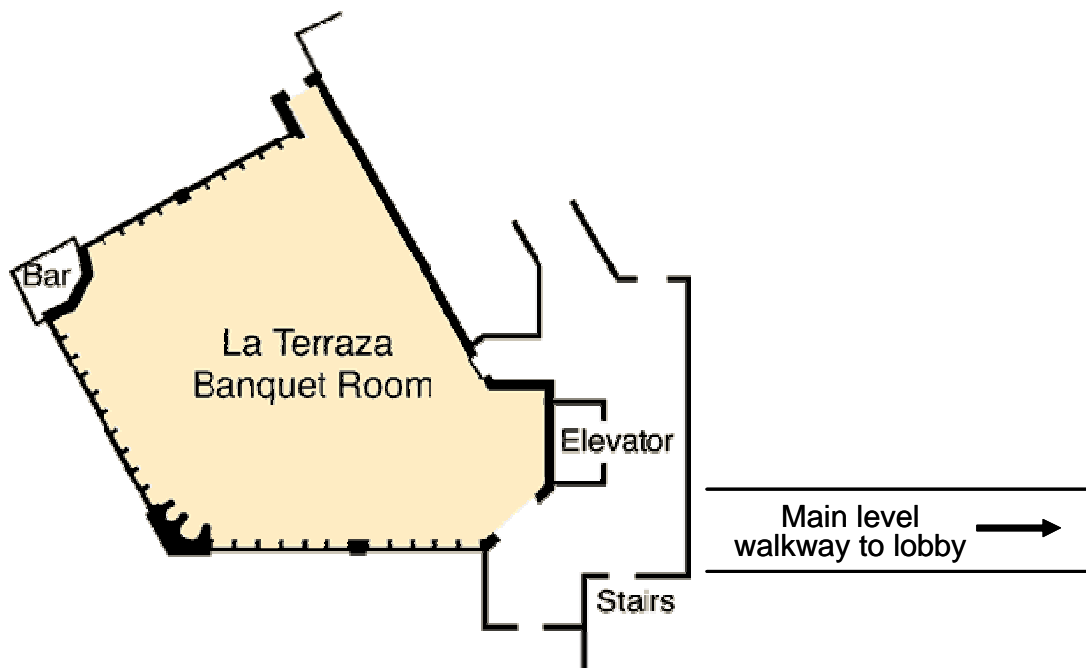 Bar
La Terraza
Banquet Room
Elevator
Main level
walkway to lobby
Stairs